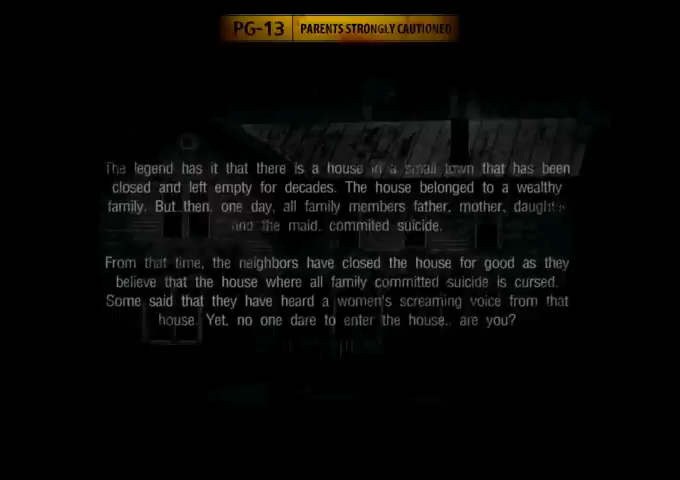 PG-13 PARENTS STRONGLY CAUTIONED
The legend has it that there is a house in a small town that has been
closed and left empty for decades. The house belonged to a wealthy
family. But then, one day, all family members father, mother, daughter
and the maid, commited suicide.
From that time, the neighbors have closed the house for good as they
believe that the house where all family committed suicide is cursed.
Some said that they have heard a women's screaming voice from that
house. Yet, no one dare to enter the house.. are you?